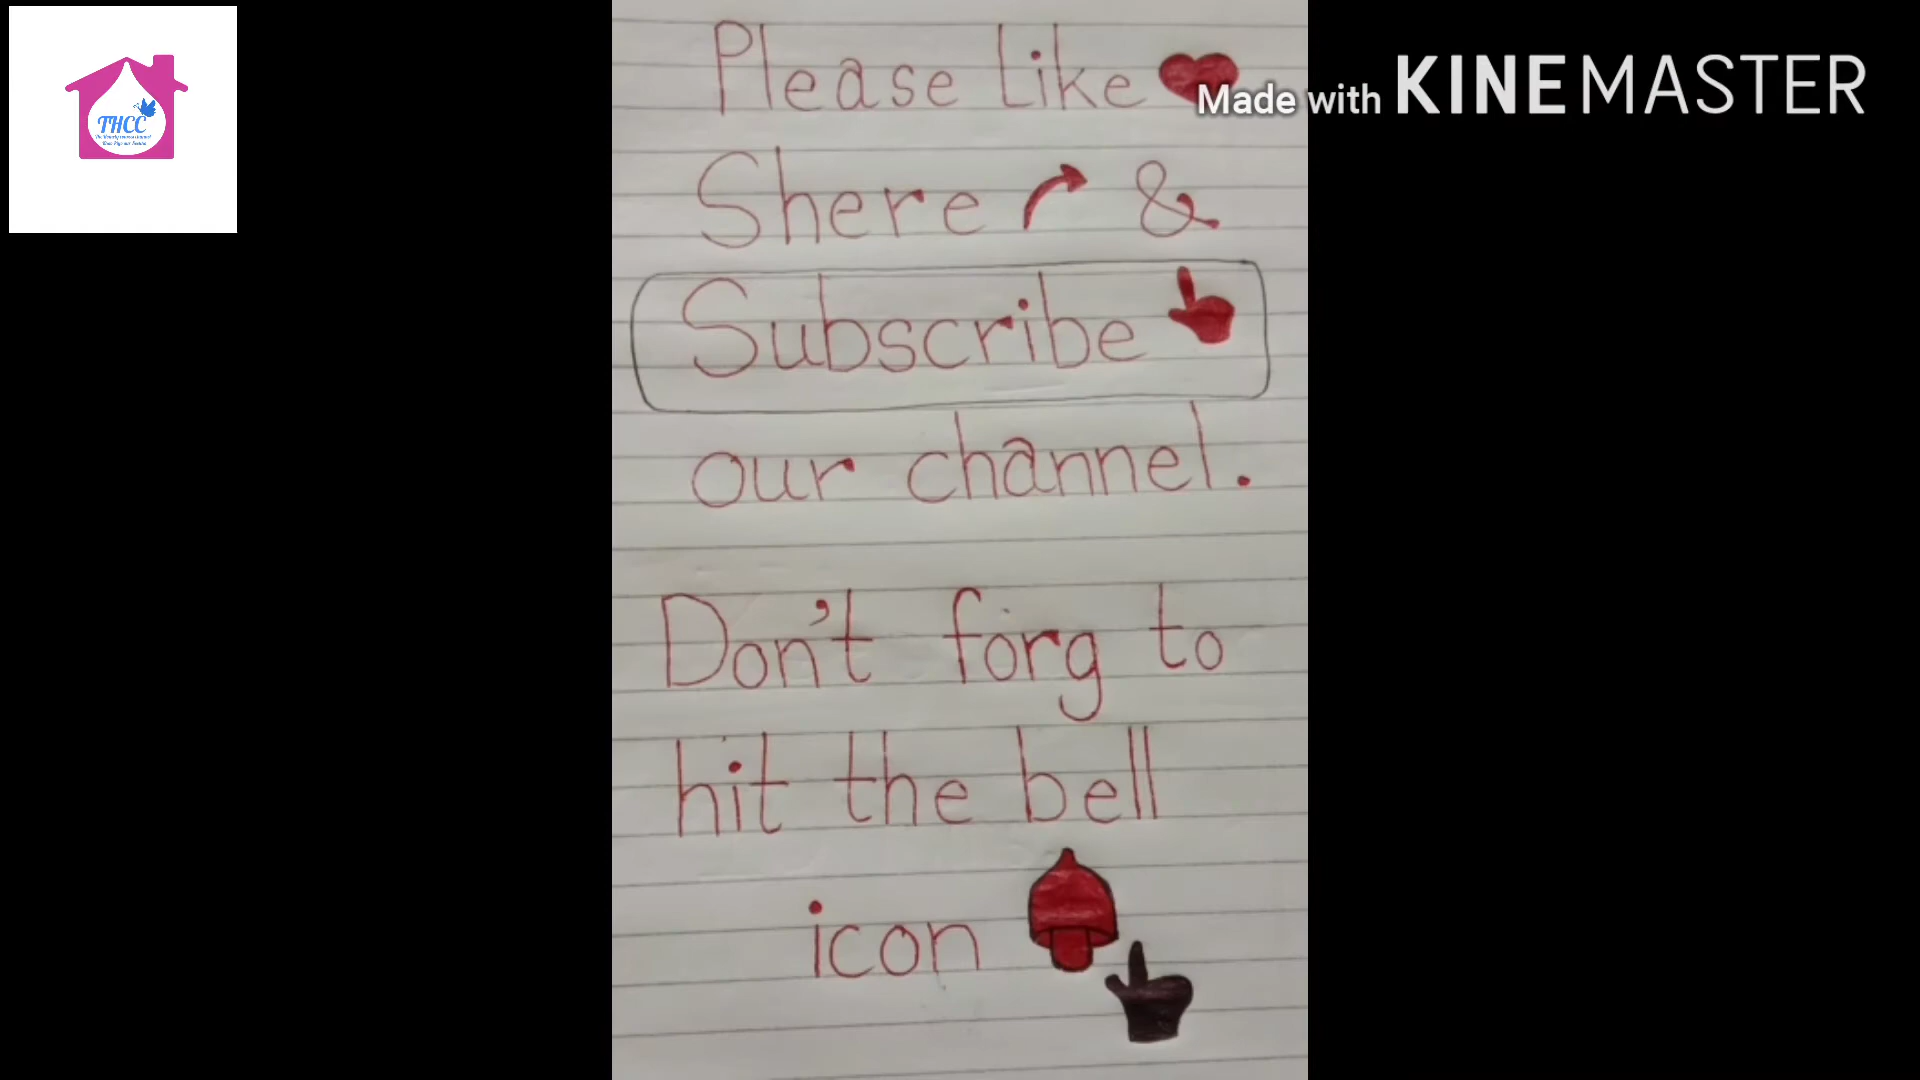 THCC
Please Like
Made with KINEMASTER
Shere &
Subscribe
our channel.
Don't forg to
hit the bell
icon